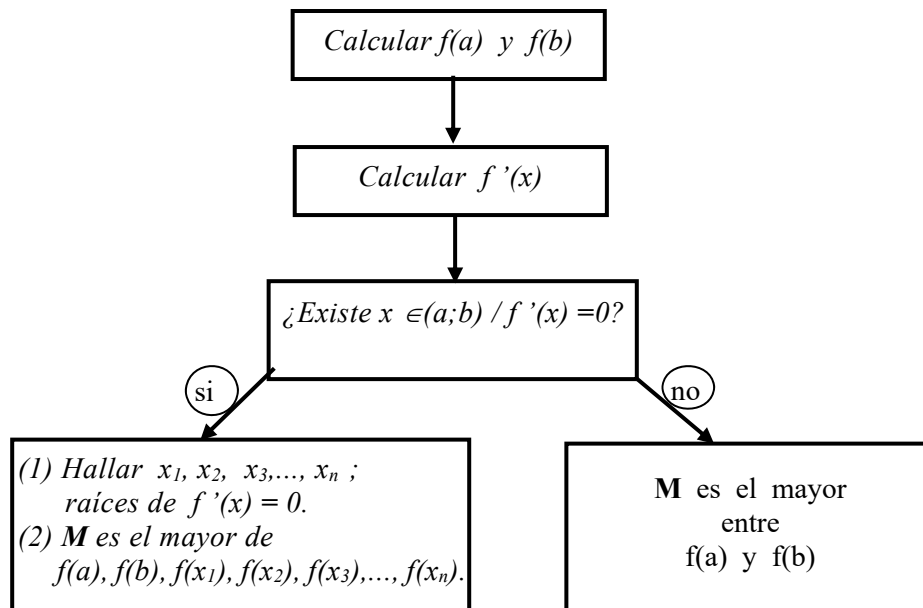 Calcular f(a) y f(b)
Calcular f ’(x)
¿Existe x ∈(a;b) / f ’(x) =0?
si
no
(1) Hallar x₁, x₂, x₃,..., xₙ ;
raíces de f ’(x) = 0.
(2) M es el mayor de
f(a), f(b), f(x₁), f(x₂), f(x₃),..., f(xₙ).
M es el mayor
entre
f(a) y f(b)